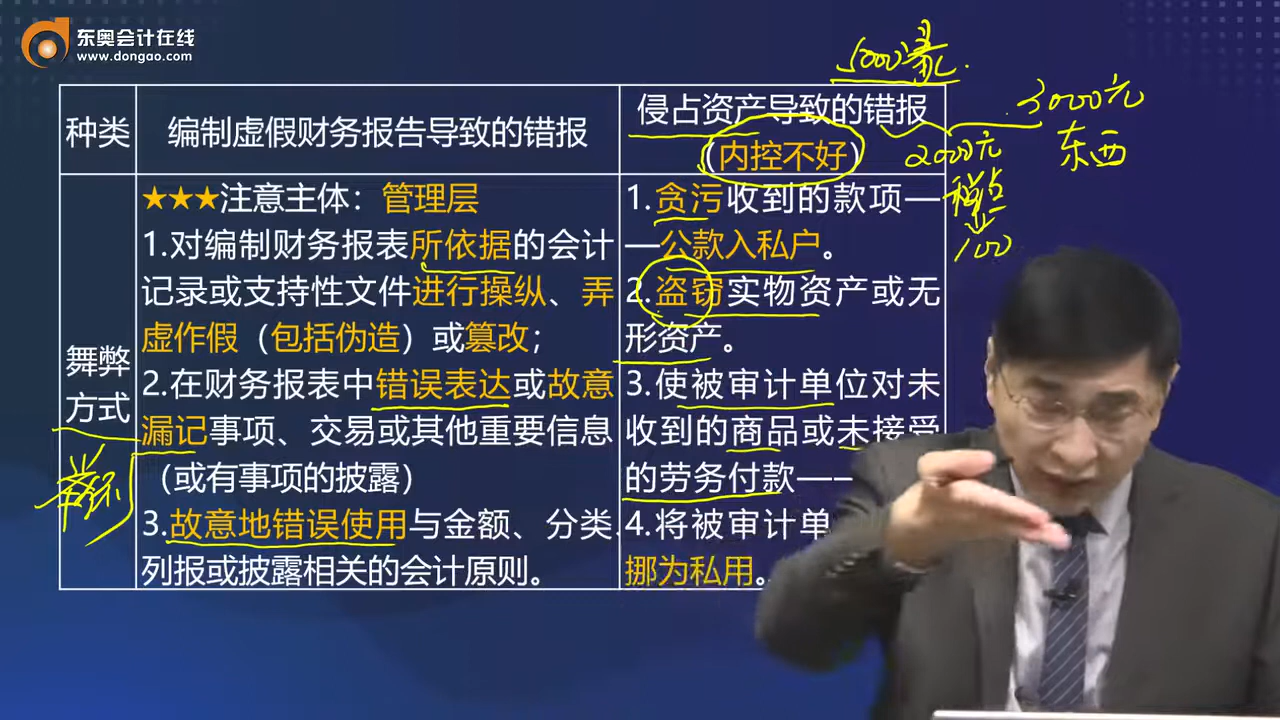 东奥会计在线
www.dongao.com
5000
3000元
东西
2000元
税点
100
种类
编制虚假财务报告导致的错报
侵占资产导致的错报
（内控不好）
舞弊
方式
举例
★★★注意主体：管理层
1.对编制财务报表所依据的会计
记录或支持性文件进行操纵、弄
虚作假（包括伪造）或篡改；
2.在财务报表中错误表达或故意
漏记事项、交易或其他重要信息
（或有事项的披露）
3.故意地错误使用与金额、分类、
列报或披露相关的会计原则。
1.贪污收到的款项—
—公款入私户。
2.盗窃实物资产或无
形资产。
3.使被审计单位对未
收到的商品或未接受
的劳务付款——
4.将被审计单
挪为私用。